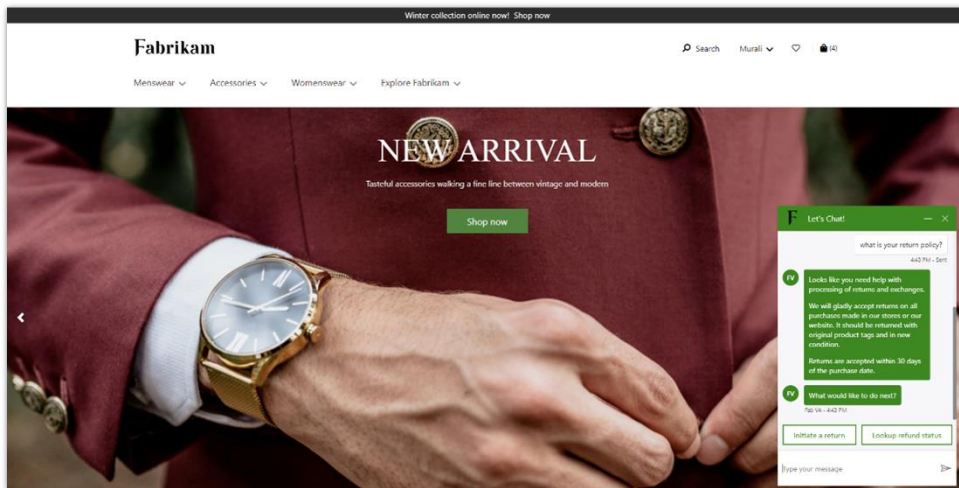 Winter collection online now! Shop now
Fabrikam
Search
Murali
(4)
Menswear
Accessories
Womenswear
Explore Fabrikam
NEW ARRIVAL
Tasteful accessories walking a fine line between vintage and modern
Shop now
F
Let's Chat!
what is your return policy?
4:43 PM - Sent
FV
Looks like you need help with
processing of returns and exchanges.
We will gladly accept returns on all
purchases made in our stores or our
website. It should be returned with
original product tags and in new
condition.
Returns are accepted within 30 days
of the purchase date.
FV
What would like to do next?
Fab VA - 4:43 PM
Initiate a return
Lookup refund status
Type your message